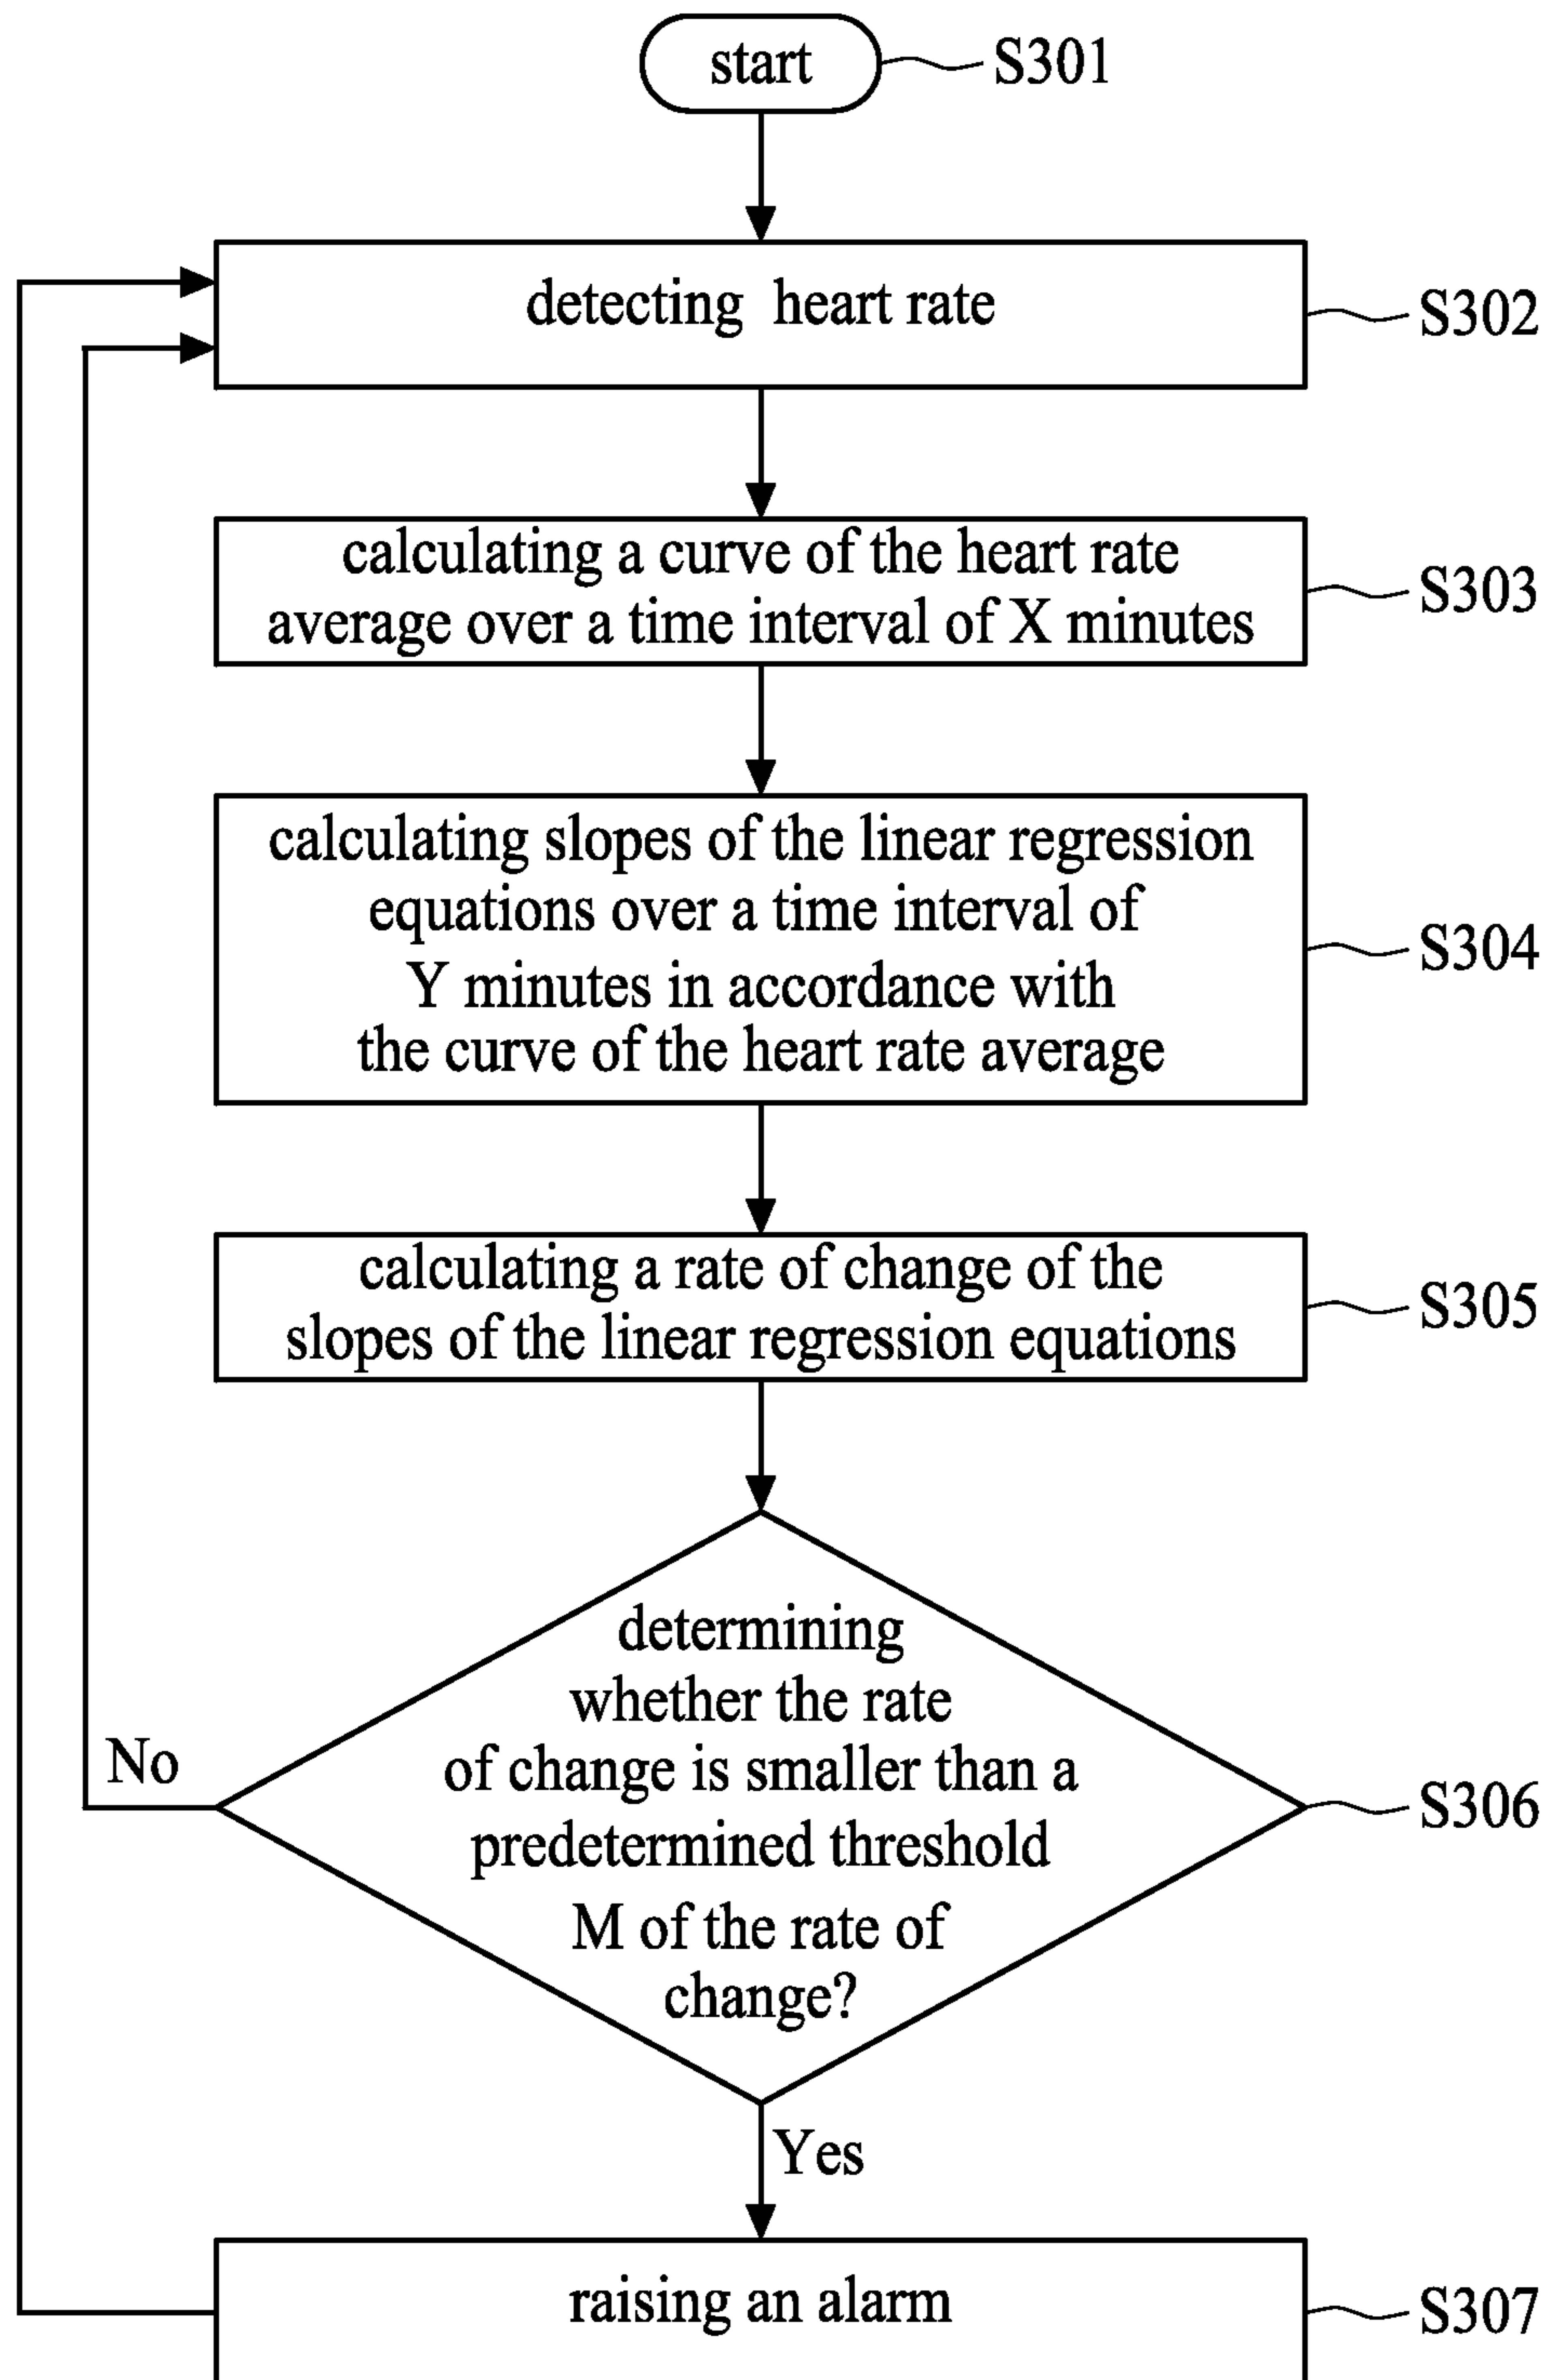 start
S301
detecting heart rate
S302
calculating a curve of the heart rate
average over a time interval of X minutes
S303
calculating slopes of the linear regression
equations over a time interval of
Y minutes in accordance with
the curve of the heart rate average
S304
calculating a rate of change of the
slopes of the linear regression equations
S305
determining
whether the rate
of change is smaller than a
predetermined threshold
M of the rate of
change?
S306
No
Yes
raising an alarm
S307